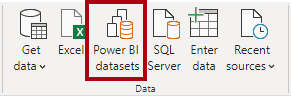 Get data
Excel
Power BI datasets
SQL Server
Enter data
Recent sources
Data